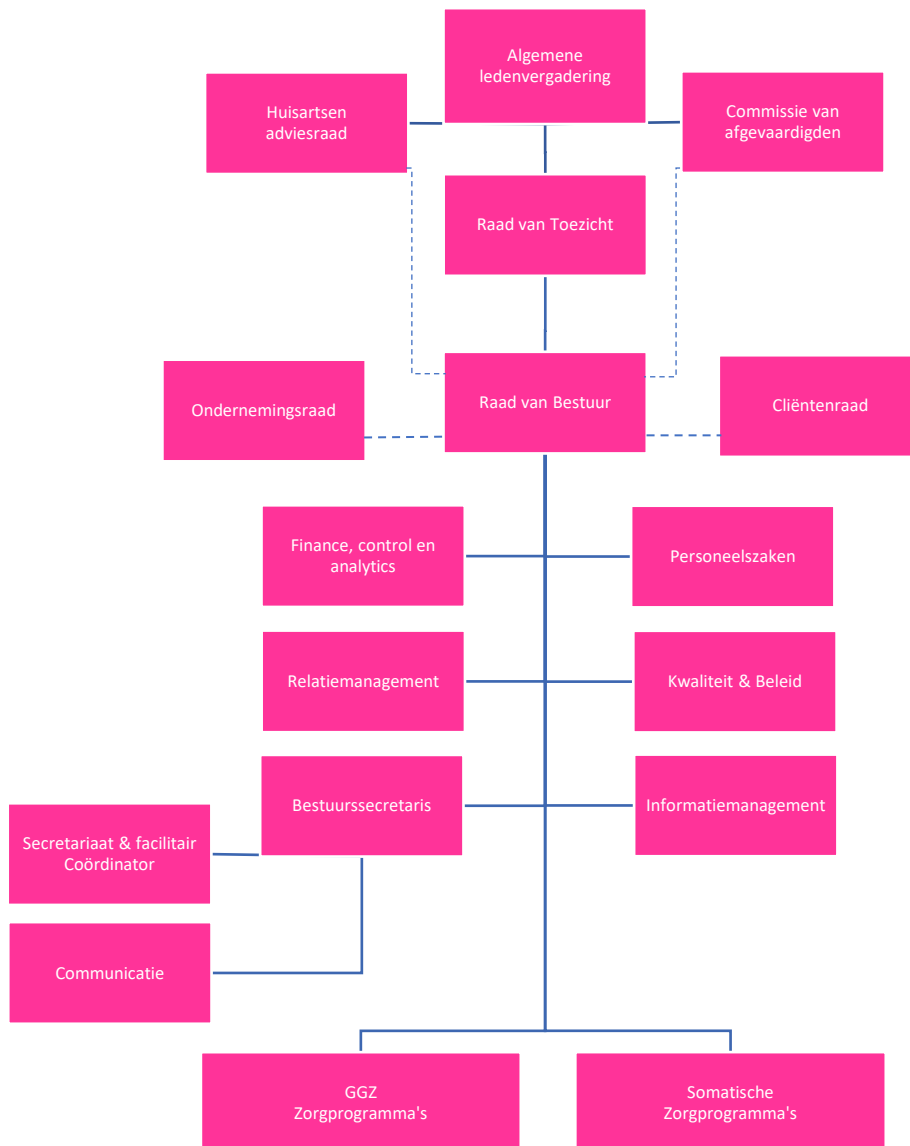 Algemene
ledenvergadering
Huisartsen
adviesraad
Commissie van
afgevaardigden
Raad van Toezicht
Ondernemingsraad
Raad van Bestuur
Cliëntenraad
Finance, control en
analytics
Personeelszaken
Relatiemanagement
Kwaliteit & Beleid
Bestuurssecretaris
Informatiemanagement
Secretariaat & facilitair
Coördinator
Communicatie
GGZ
Zorgprogramma's
Somatische
Zorgprogramma's